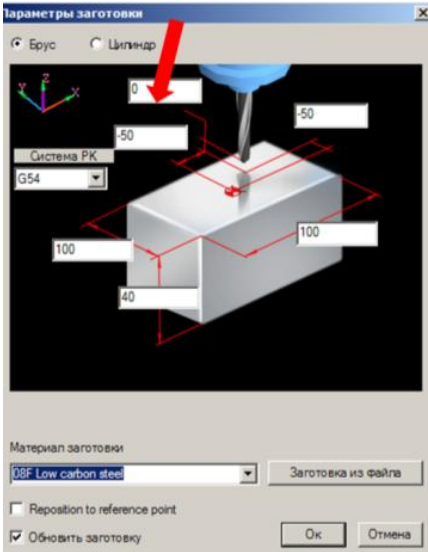 Параметры заготовки
Брус Цилиндр
Z
Y X
0
-50
-50
Система РК
G54
100
100
40
Материал заготовки
08F Low carbon steel
Заготовка из файла
Reposition to reference point
Обновить заготовку
Ок Отмена